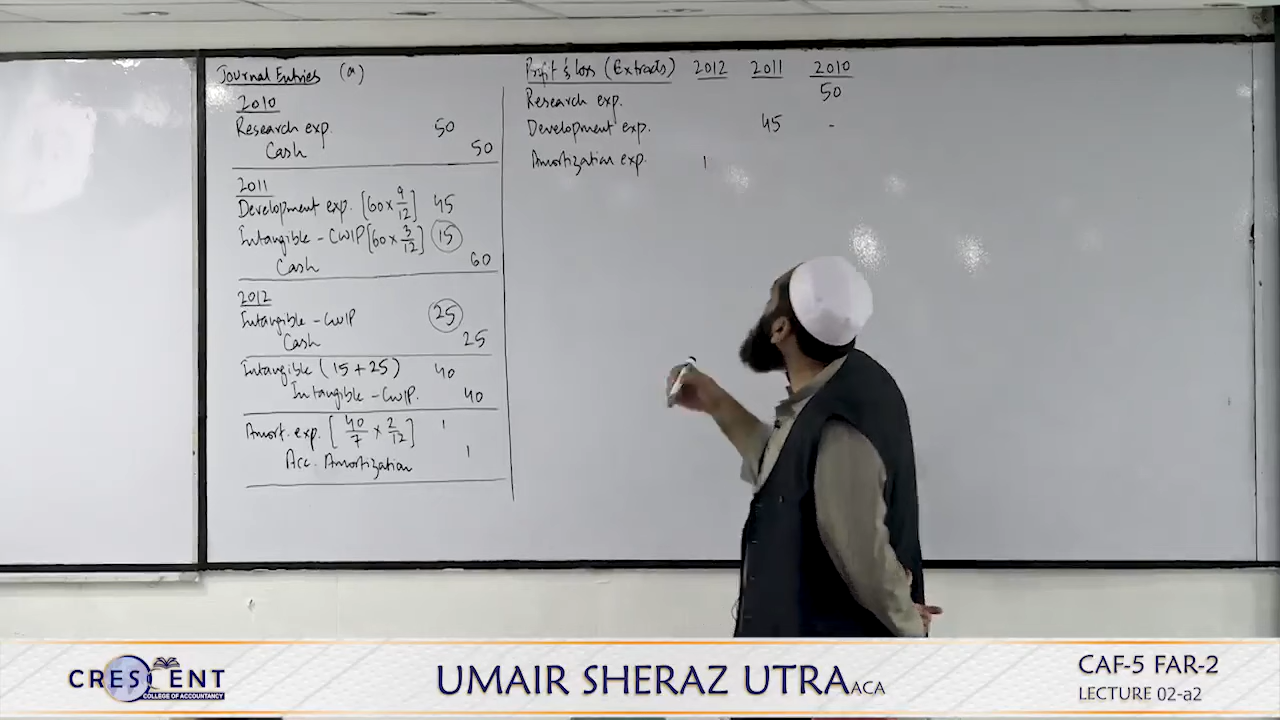 Journal Entries (a)
2010
Research exp. 50
Cash 50
2011
Development exp. [60 × 9/12] 45
Intangible - CWIP [60 × 3/12] 15
Cash 60
2012
Intangible - CWIP 25
Cash 25
Intangible (15 + 25) 40
Intangible - CWIP. 40
Amort. exp. [40/7 × 2/12] 1
Acc. Amortization 1
Profit & loss (Extracts) 2012 2011 2010
Research exp. 50
Development exp. 45 -
Amortization exp. 1
CRESCENT
COLLEGE OF ACCOUNTANCY
UMAIR SHERAZ UTRA ACA
CAF-5 FAR-2
LECTURE 02-a2